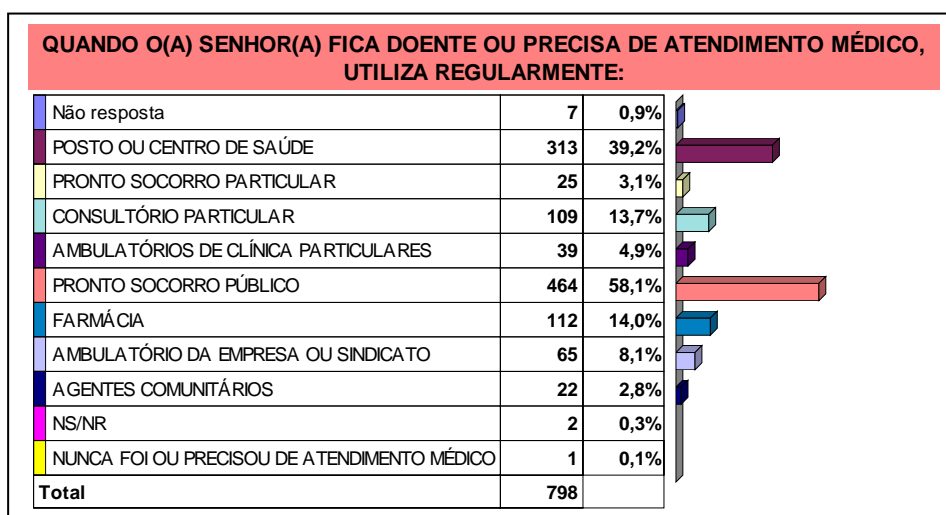 QUANDO O(A) SENHOR(A) FICA DOENTE OU PRECISA DE ATENDIMENTO MÉDICO,
UTILIZA REGULARMENTE:
Não resposta 7 0,9%
POSTO OU CENTRO DE SAÚDE 313 39,2%
PRONTO SOCORRO PARTICULAR 25 3,1%
CONSULTÓRIO PARTICULAR 109 13,7%
AMBULATÓRIOS DE CLÍNICA PARTICULARES 39 4,9%
PRONTO SOCORRO PÚBLICO 464 58,1%
FARMÁCIA 112 14,0%
AMBULATÓRIO DA EMPRESA OU SINDICATO 65 8,1%
AGENTES COMUNITÁRIOS 22 2,8%
NS/NR 2 0,3%
NUNCA FOI OU PRECISOU DE ATENDIMENTO MÉDICO 1 0,1%
Total 798